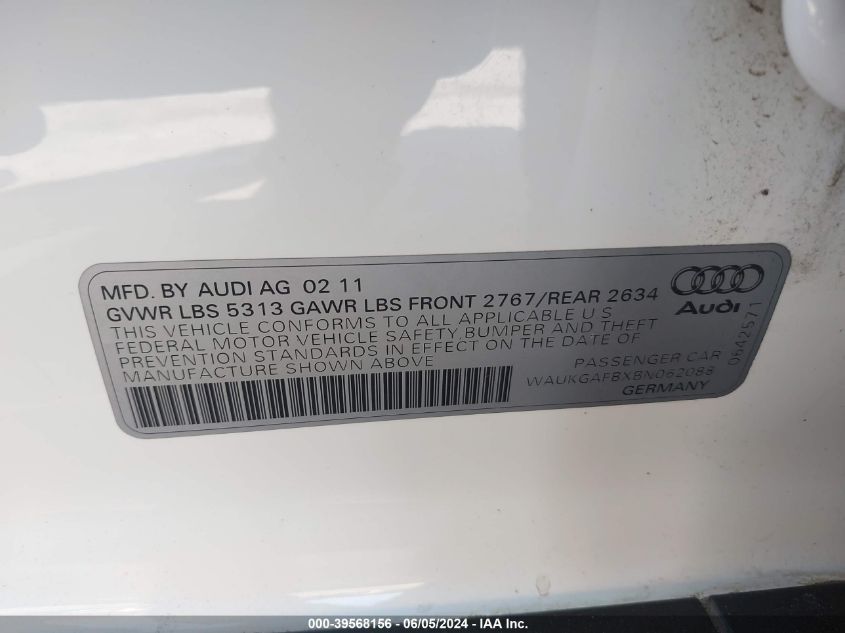 MFD. BY AUDI AG 02 11
GVWR LBS 5313 GAWR LBS FRONT 2767/REAR 2634
THIS VEHICLE CONFORMS TO ALL APPLICABLE U S
FEDERAL MOTOR VEHICLE SAFETY, BUMPER AND THEFT
PREVENTION STANDARDS IN EFFECT ON THE DATE OF
MANUFACTURE SHOWN ABOVE
Audi
0542571
PASSENGER CAR
WAUKGAFBXBN062088
GERMANY
000-39568156 | 06/05/2024 | IAA Inc.